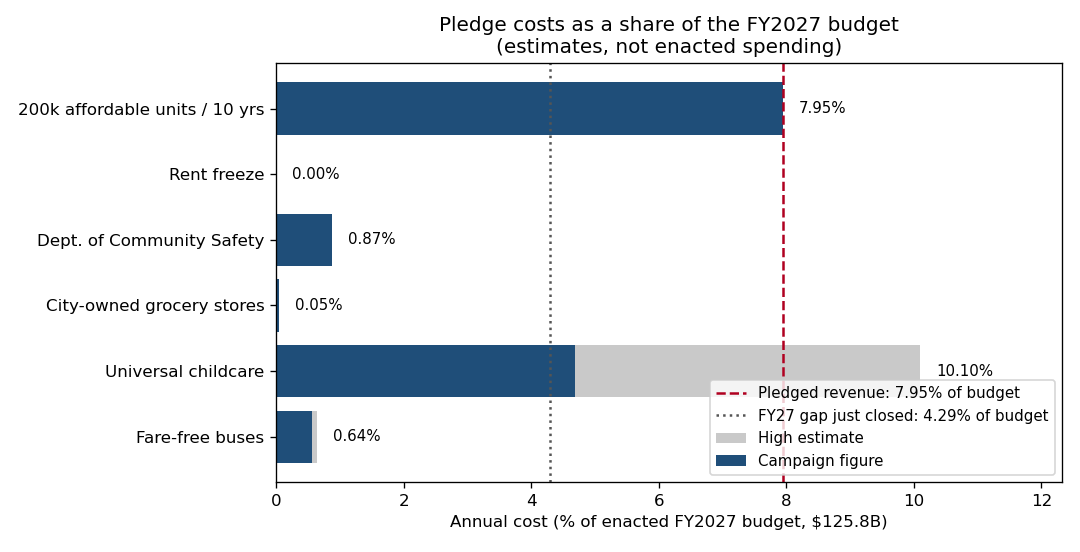 Pledge costs as a share of the FY2027 budget
(estimates, not enacted spending)
200k affordable units / 10 yrs
7.95%
Rent freeze
0.00%
Dept. of Community Safety
0.87%
City-owned grocery stores
0.05%
Universal childcare
10.10%
Fare-free buses
0.64%
Pledged revenue: 7.95% of budget
FY27 gap just closed: 4.29% of budget
High estimate
Campaign figure
0 2 4 6 8 10 12
Annual cost (% of enacted FY2027 budget, $125.8B)